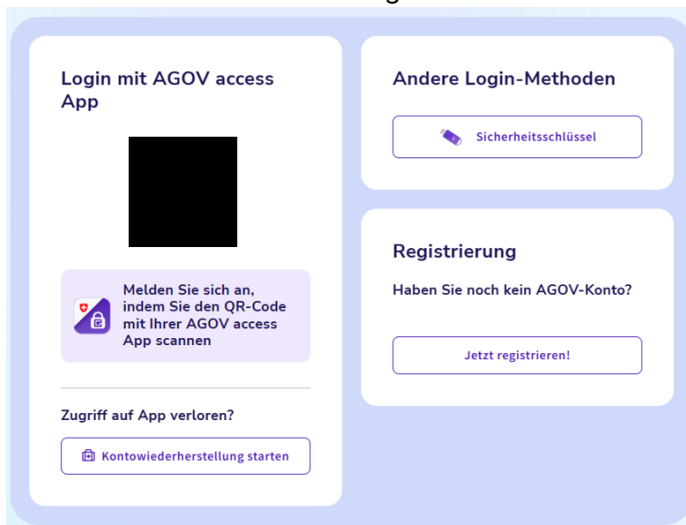 Login mit AGOV access
App
Melden Sie sich an,
indem Sie den QR-Code
mit Ihrer AGOV access
App scannen
Zugriff auf App verloren?
Kontowiederherstellung starten
Andere Login-Methoden
Sicherheitsschlüssel
Registrierung
Haben Sie noch kein AGOV-Konto?
Jetzt registrieren!